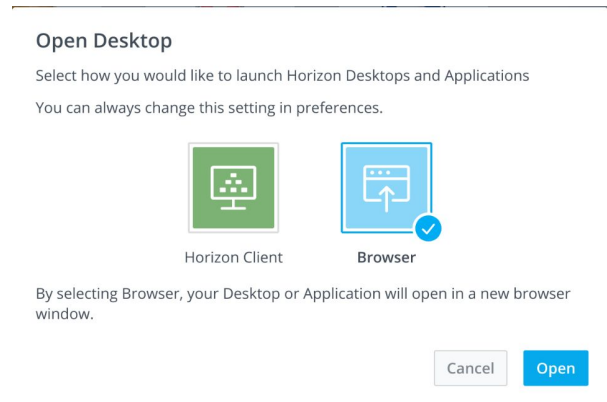 Open Desktop
Select how you would like to launch Horizon Desktops and Applications
You can always change this setting in preferences.
Horizon Client
Browser
By selecting Browser, your Desktop or Application will open in a new browser
window.
Cancel
Open